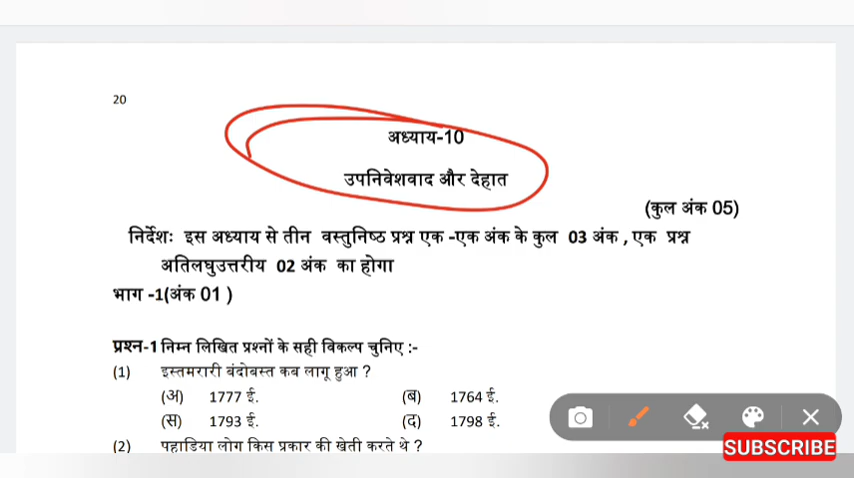 20
अध्याय-10
उपनिवेशवाद और देहात
(कुल अंक 05)
निर्देशः इस अध्याय से तीन वस्तुनिष्ठ प्रश्न एक -एक अंक के कुल 03 अंक , एक प्रश्न
अतिलघुउत्तरीय 02 अंक का होगा
भाग -1(अंक 01 )
प्रश्न-1 निम्न लिखित प्रश्नों के सही विकल्प चुनिए :-
(1) इस्तमरारी बंदोबस्त कब लागू हुआ ?
(अ) 1777 ई. (ब) 1764 ई.
(स) 1793 ई. (द) 1798 ई.
(2) पहाडिया लोग किस प्रकार की खेती करते थे ?
SUBSCRIBE